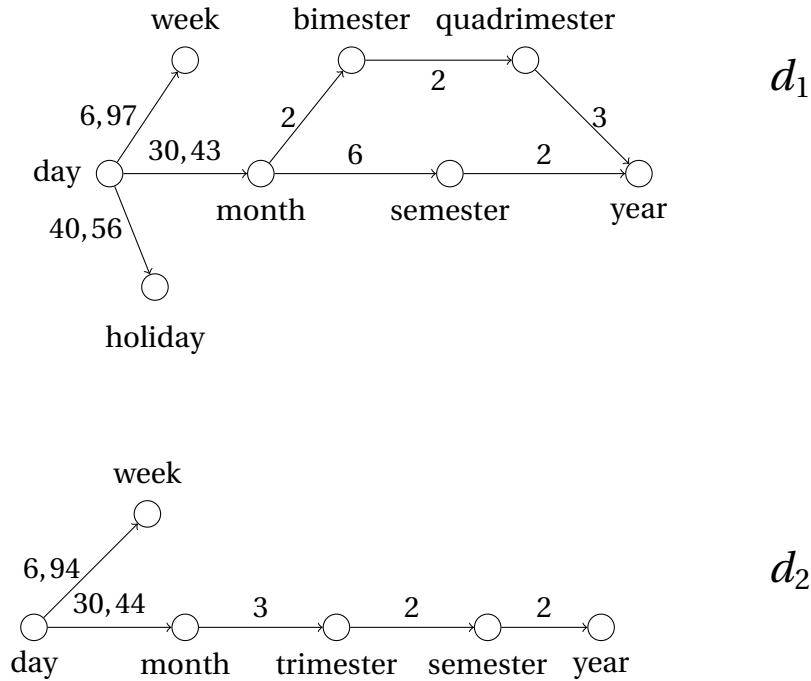 week bimester quadrimester
d1
6,97 2 2 3
day 30,43 6 2
month semester year
40,56
holiday
week
6,94
d2
30,44 3 2 2
day month trimester semester year